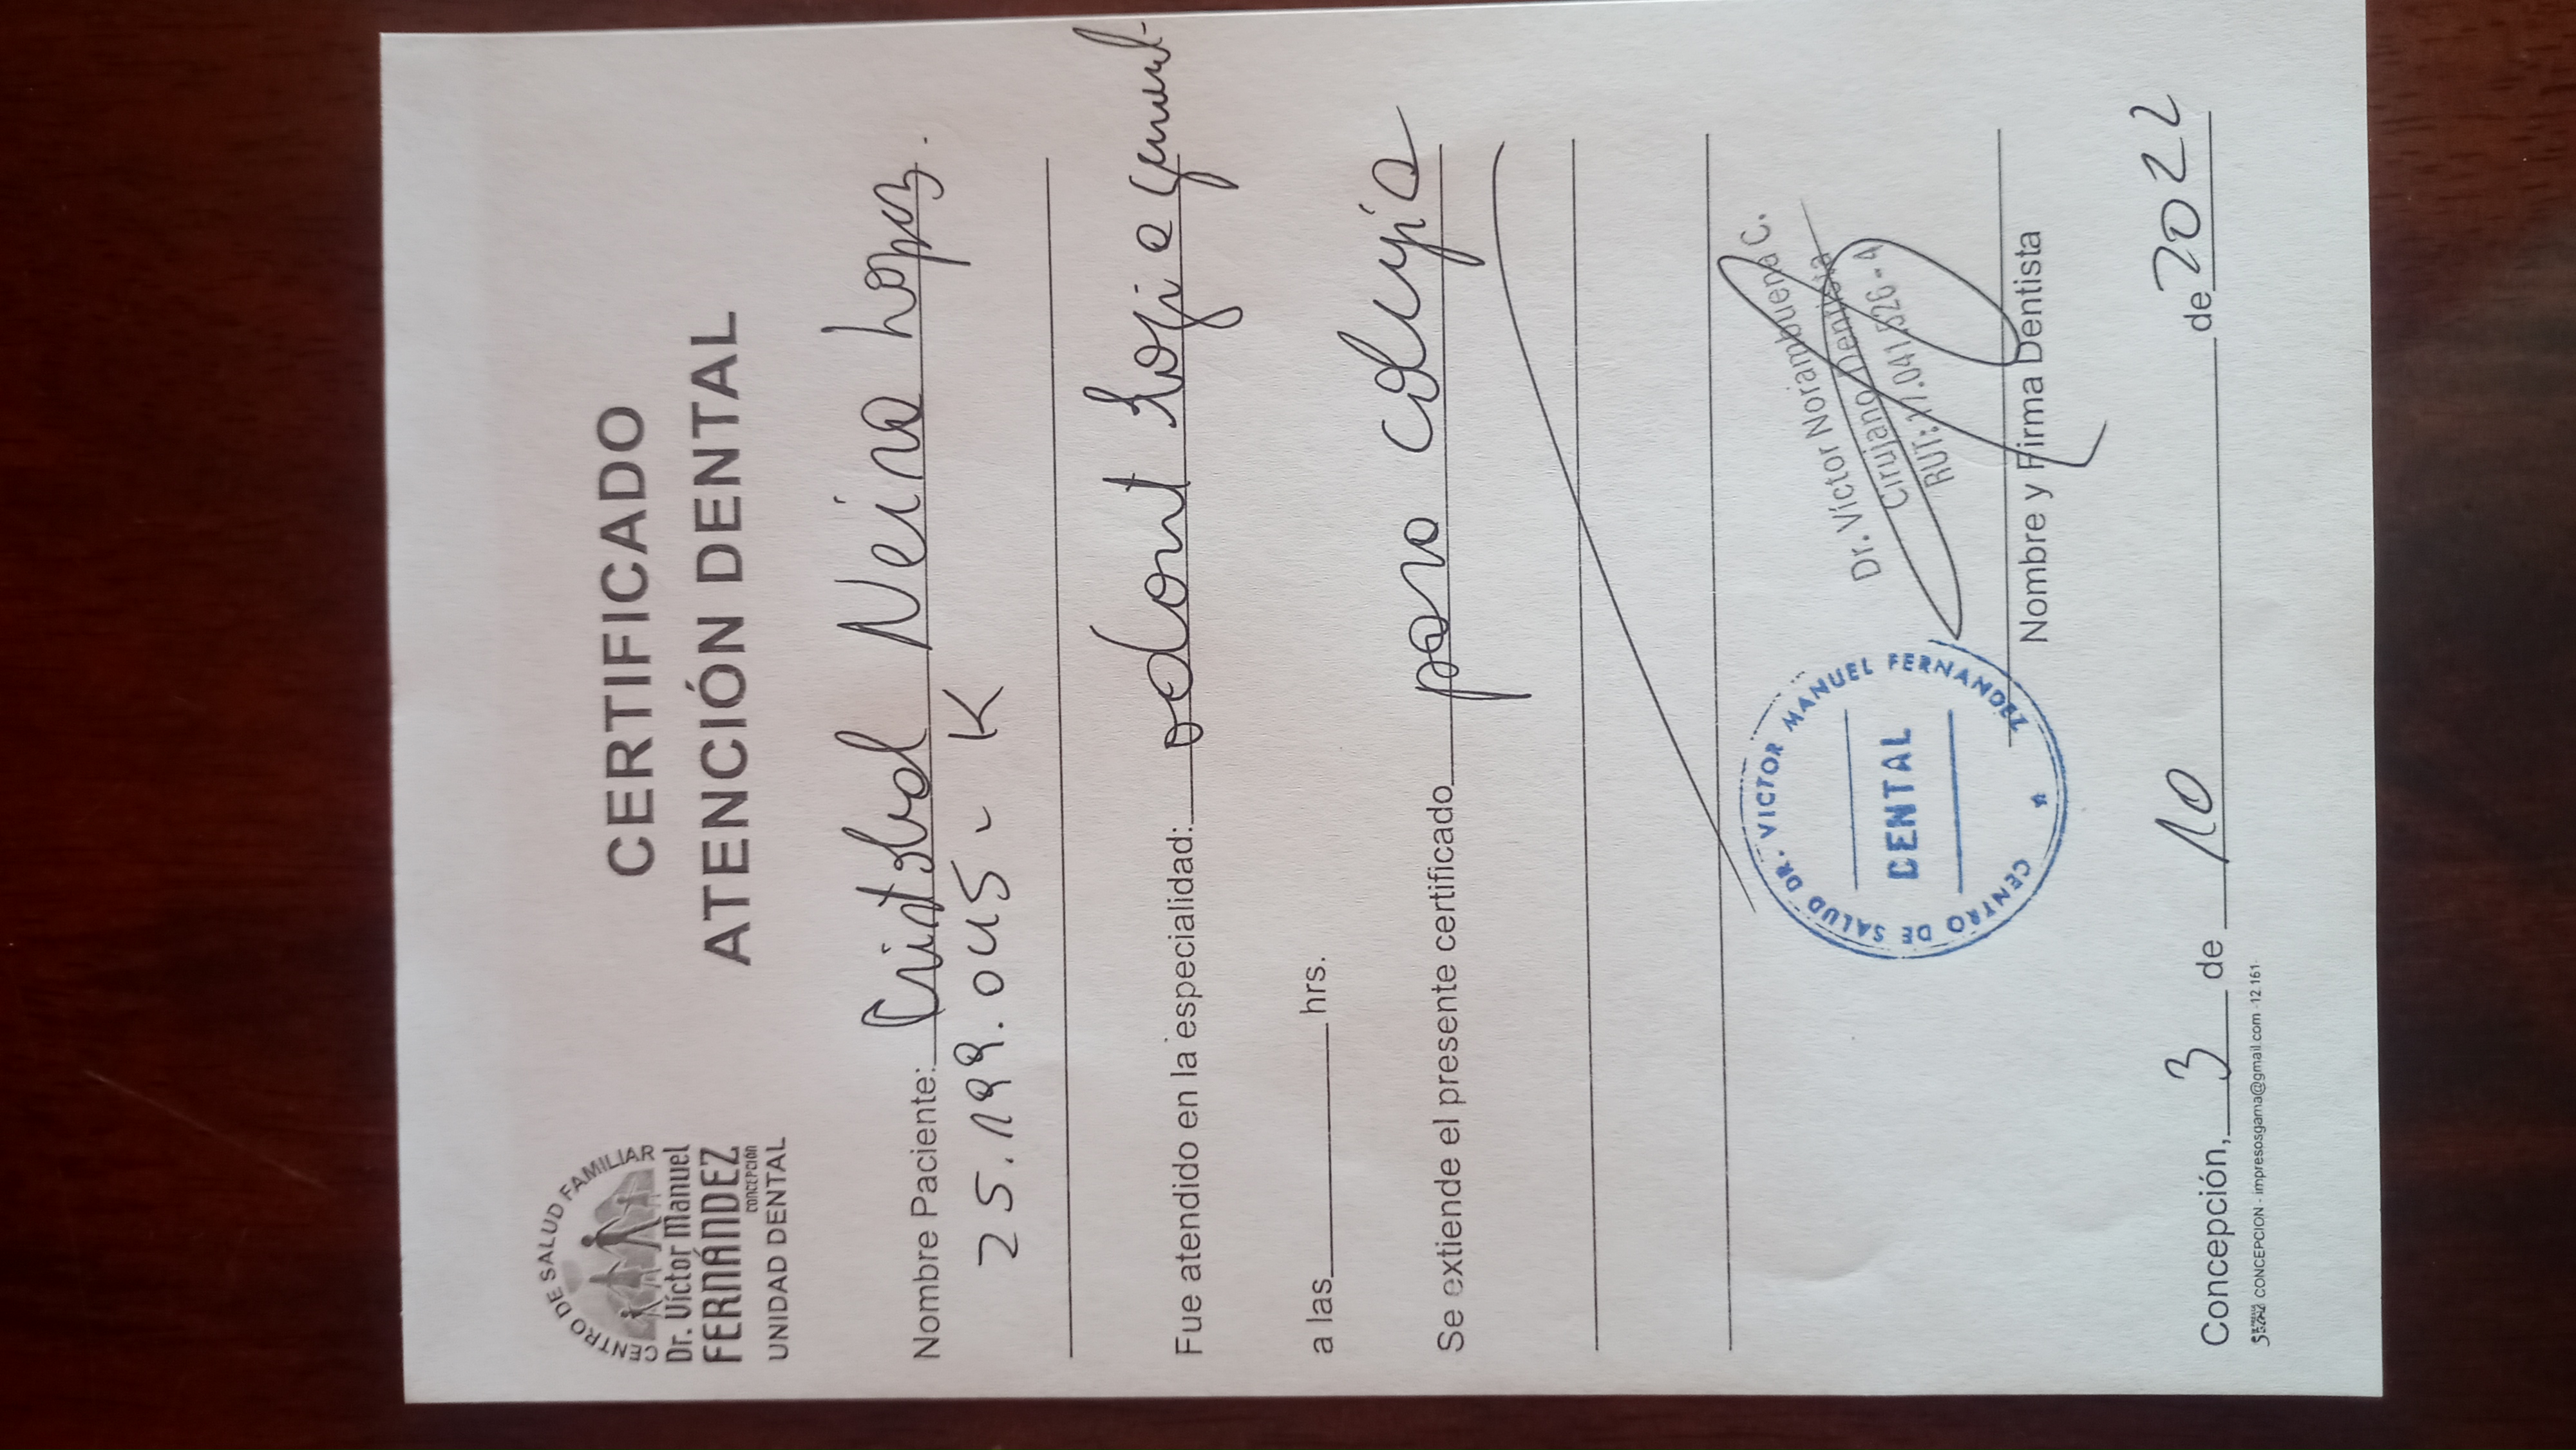 CENTRO DE SALUD FAMILIAR
Dr. Víctor Manuel
FERNÁNDEZ
CONCEPCIÓN
UNIDAD DENTAL
CERTIFICADO
ATENCIÓN DENTAL
Nombre Paciente: Cristobal Neira Lopez.
25.199.045-K
Fue atendido en la especialidad: odontología general
a las hrs.
Se extiende el presente certificado para colegio
CENTRO DE SALUD DR. VICTOR MANUEL FERNANDEZ
DENTAL
Dr. Víctor Norambuena C.
Cirujano Dentista
RUT: 17.041.526-4
Nombre y Firma Dentista
Concepción, 3 de 10 de 2022
CONCEPCION - impresosgama@gmail.com -12.161-